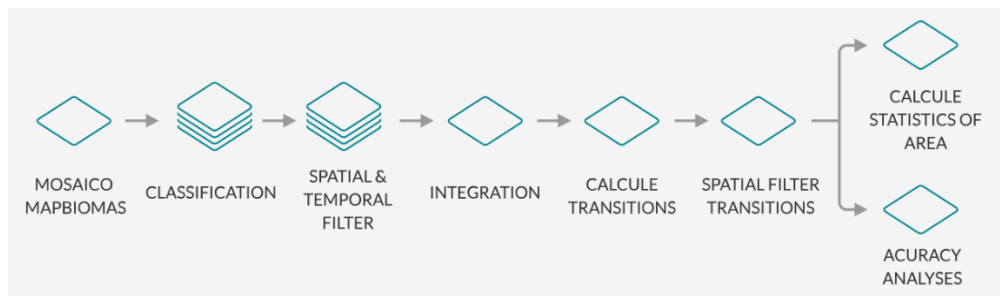 MOSAICO
MAPBIOMAS
CLASSIFICATION
SPATIAL &
TEMPORAL
FILTER
INTEGRATION
CALCULE
TRANSITIONS
SPATIAL FILTER
TRANSITIONS
CALCULE
STATISTICS OF
AREA
ACURACY
ANALYSES